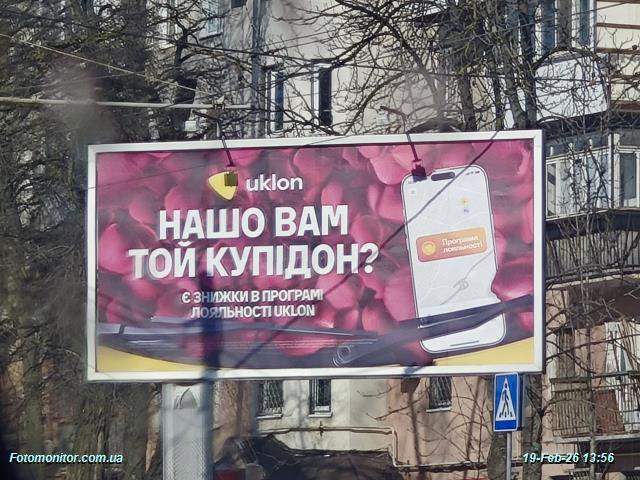 uklon
НАШО ВАМ
ТОЙ КУПІДОН?
Є ЗНИЖКИ В ПРОГРАМІ
ЛОЯЛЬНОСТІ UKLON
Програма
лояльності
Fotomonitor.com.ua
19-Feb-26 13:56